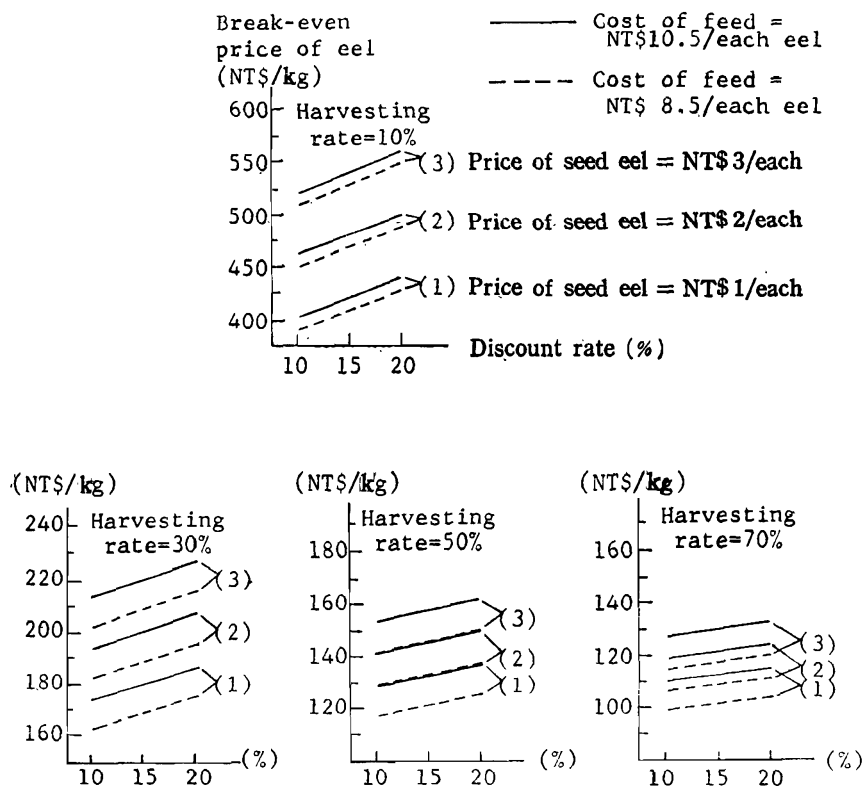 Break-even
price of eel
(NT$/kg)
Cost of feed =
NT$10.5/each eel
Cost of feed =
NT$ 8.5/each eel
600
Harvesting
rate=10%
550
(3) Price of seed eel = NT$3/each
500
(2) Price of seed eel = NT$2/each
450
(1) Price of seed eel = NT$1/each
400
Discount rate (%)
10 15 20
(NT$/kg)
240
Harvesting
rate=30%
220
(3)
200
(2)
180
(1)
160
10 15 20 (%)
(NT$/kg)
Harvesting
180
rate=50%
160
(3)
140
(2)
(1)
120
10 15 20 (%)
(NT$/kg)
Harvesting
160
rate=70%
140
(3)
120
(2)
(1)
100
10 15 20 (%)